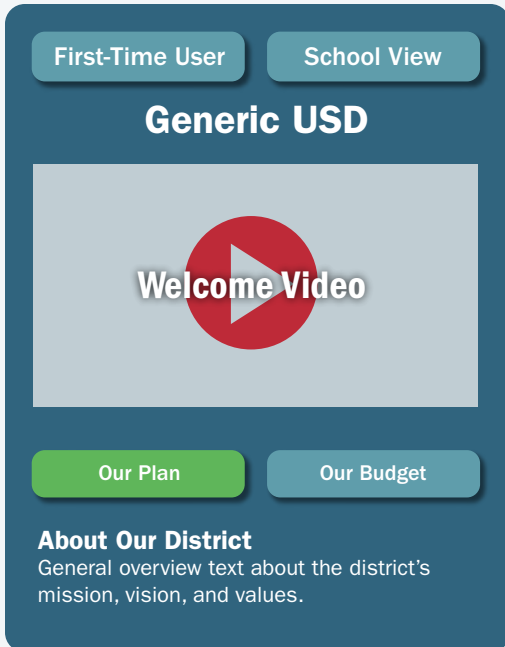 First-Time User
School View
Generic USD
Welcome Video
Our Plan
Our Budget
About Our District
General overview text about the district's
mission, vision, and values.